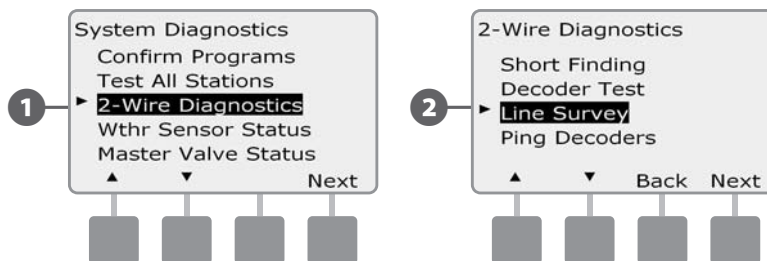 System Diagnostics
Confirm Programs
Test All Stations
1
2-Wire Diagnostics
Wthr Sensor Status
Master Valve Status
Next
2-Wire Diagnostics
Short Finding
Decoder Test
2
Line Survey
Ping Decoders
Back Next